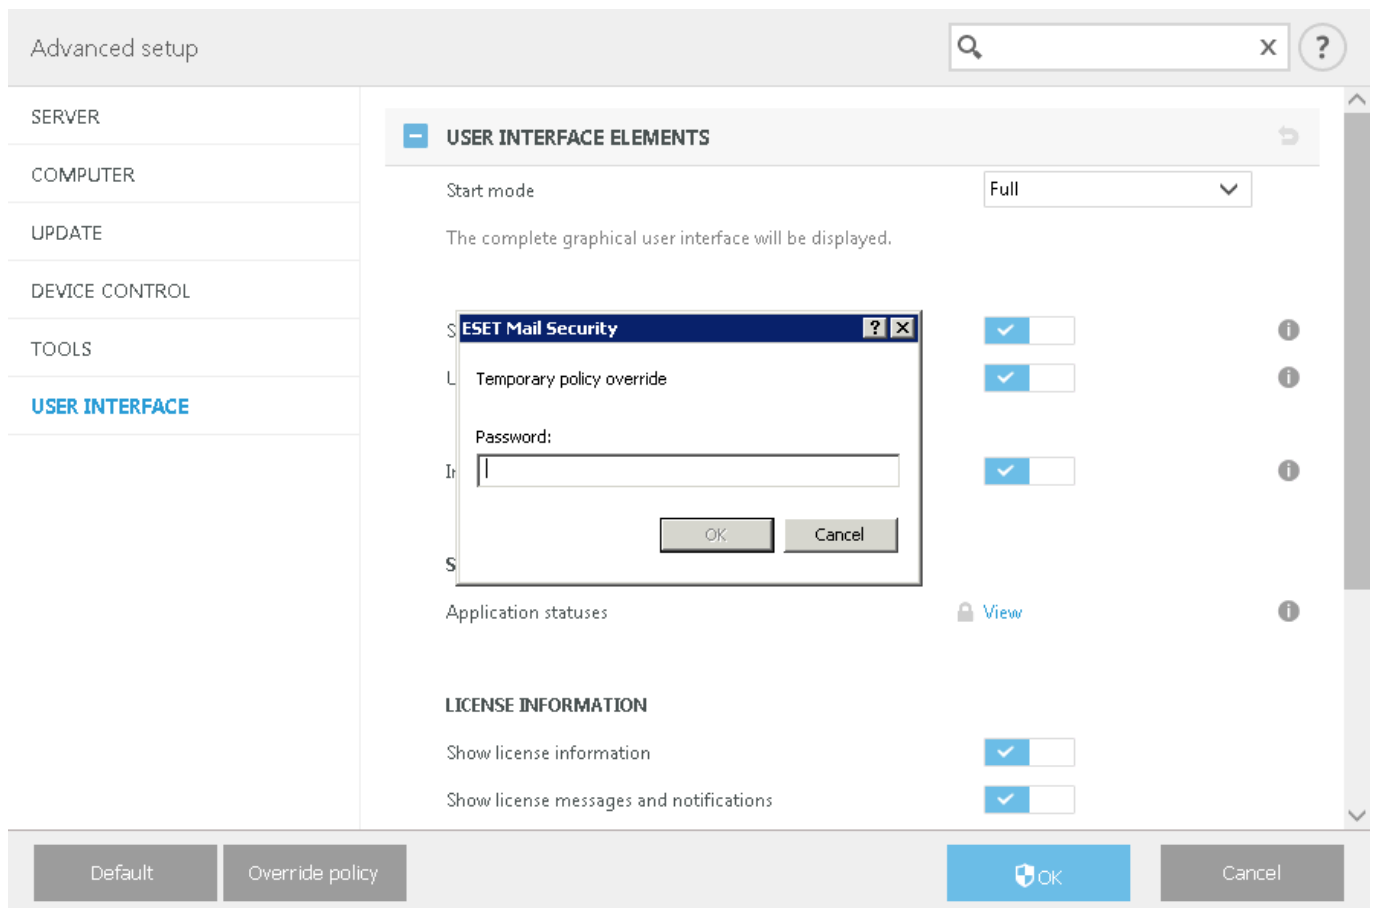 Advanced setup
x
?
SERVER
COMPUTER
UPDATE
DEVICE CONTROL
TOOLS
USER INTERFACE
USER INTERFACE ELEMENTS
Start mode
Full
The complete graphical user interface will be displayed.
ESET Mail Security
? X
Temporary policy override
Password:
OK
Cancel
Application statuses
View
LICENSE INFORMATION
Show license information
Show license messages and notifications
Default
Override policy
OK
Cancel